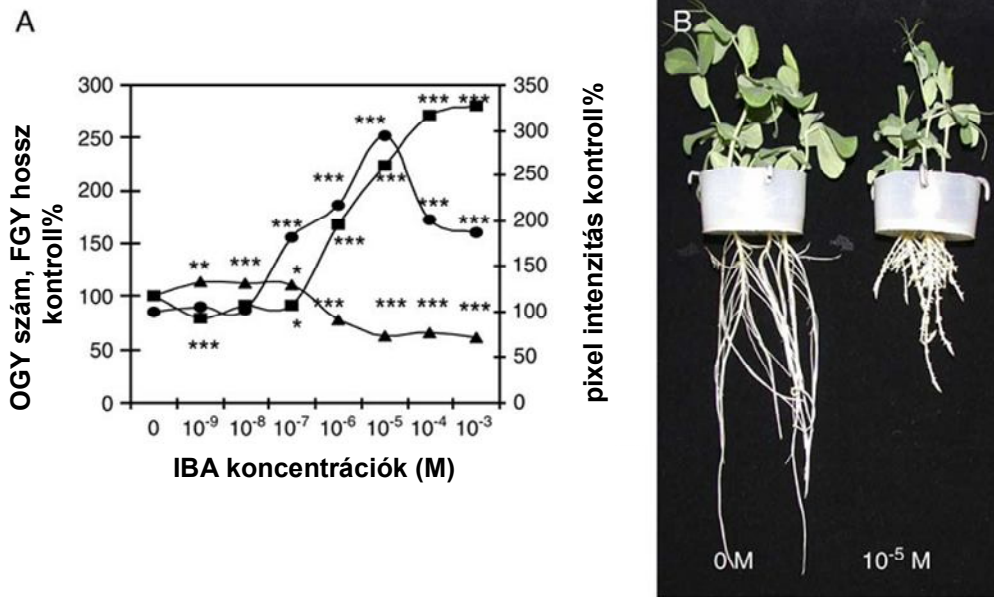 A
300
250
200
150
100
50
0
OGY szám, FGY hossz
kontroll%
350
300
250
200
150
100
50
0
pixel intenzitás kontroll%
*** *** ***
*** *** *** ***
*** *** ***
** *** * *** *** *** ***
*** *
0 10⁻⁹ 10⁻⁸ 10⁻⁷ 10⁻⁶ 10⁻⁵ 10⁻⁴ 10⁻³
IBA koncentrációk (M)
B
0 M 10⁻⁵ M